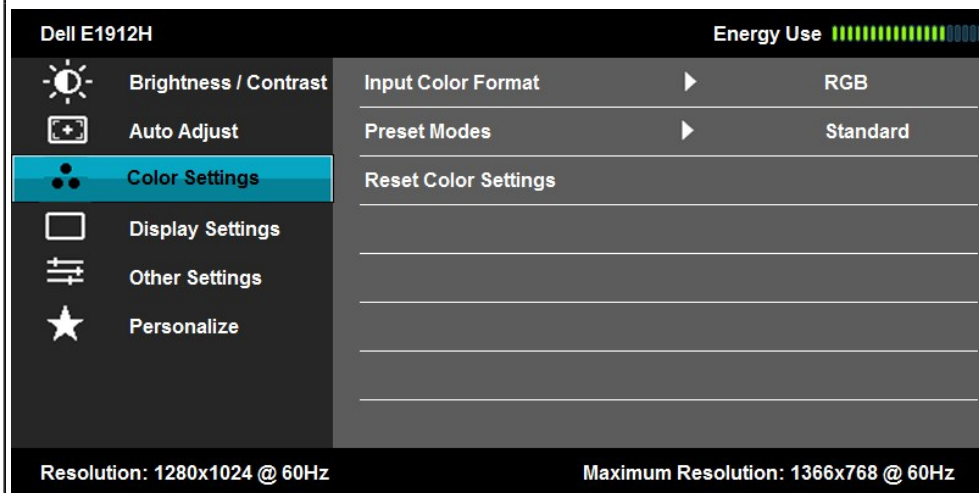 Dell E1912H Energy Use
Brightness / Contrast Input Color Format RGB
Auto Adjust Preset Modes Standard
Color Settings Reset Color Settings
Display Settings
Other Settings
Personalize
Resolution: 1280x1024 @ 60Hz Maximum Resolution: 1366x768 @ 60Hz